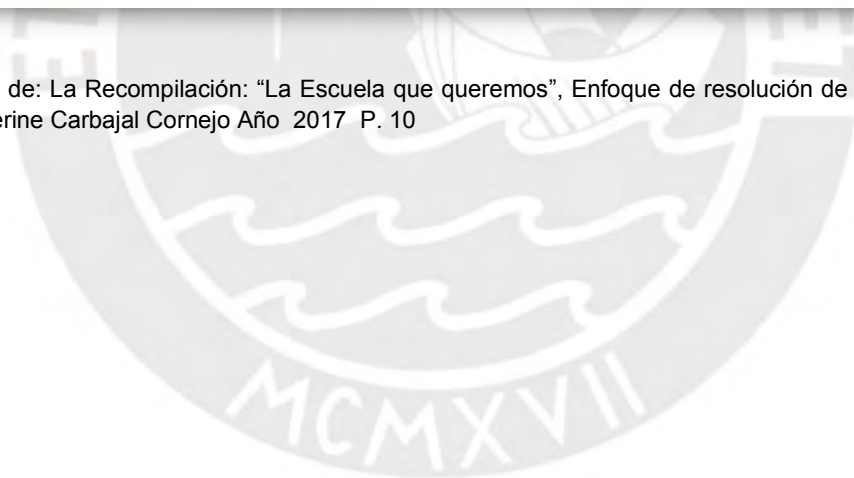 de: La Recompilación: “La Escuela que queremos”, Enfoque de resolución de
erine Carbajal Cornejo Año 2017 P. 10
MCMXVII